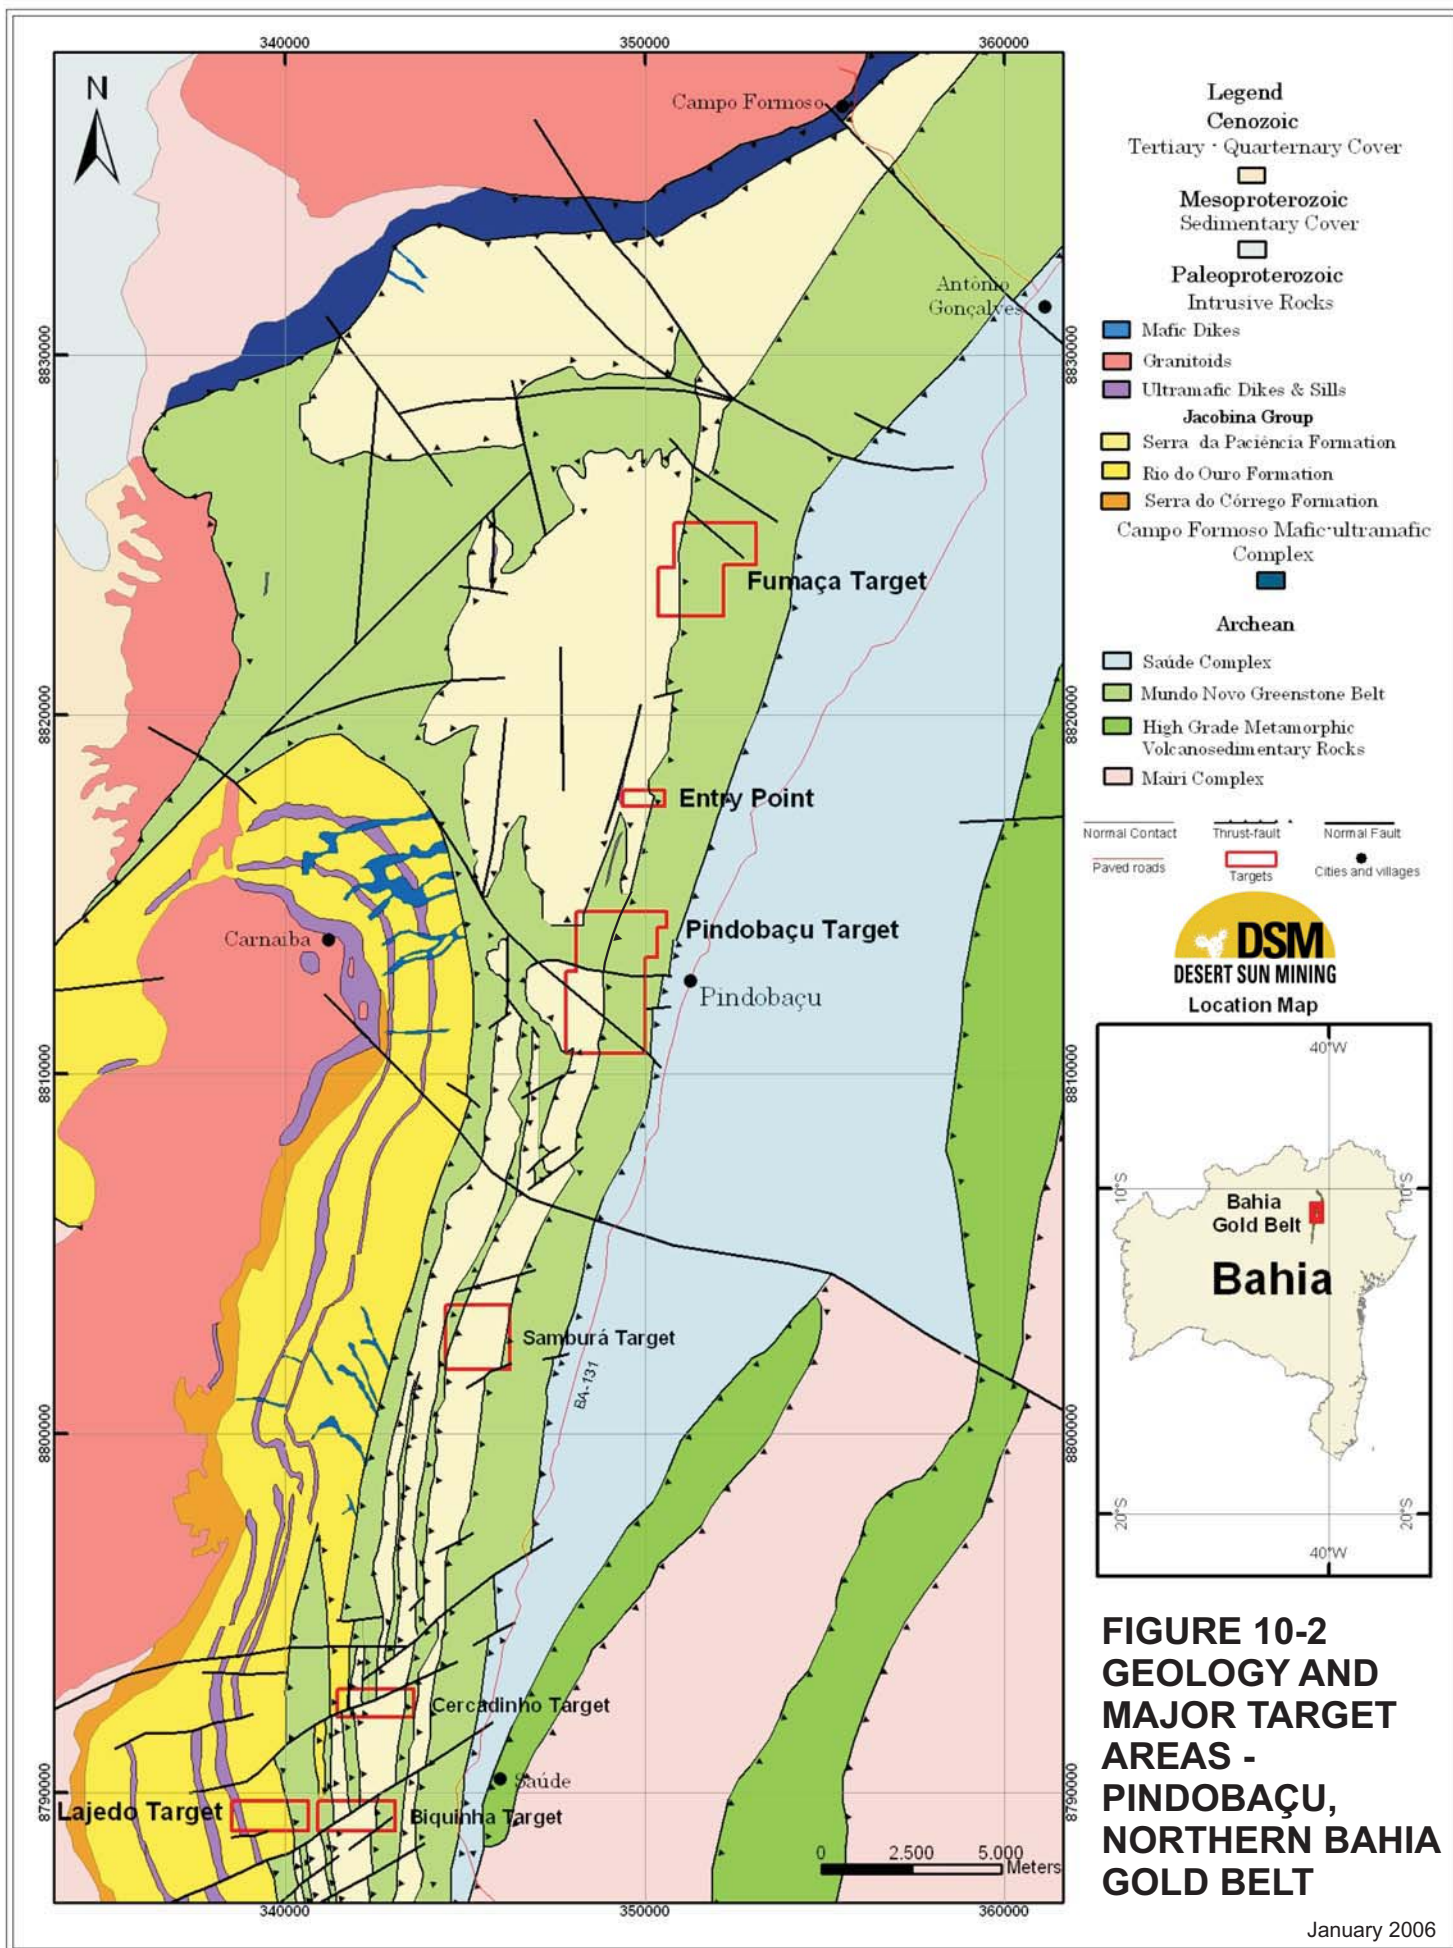 340000
350000
360000
N
Campo Formoso
Antônio
Gonçalves
8830000
8830000
Fumaça Target
8820000
8820000
Entry Point
Pindobaçu Target
Carnaiba
Pindobaçu
8810000
8810000
Samburá Target
BA-131
8800000
8800000
Cercadinho Target
Saúde
Lajedo Target
Biquinha Target
8790000
8790000
0 2.500 5.000
Meters
340000
350000
360000
Legend
Cenozoic
Tertiary - Quarternary Cover
Mesoproterozoic
Sedimentary Cover
Paleoproterozoic
Intrusive Rocks
Mafic Dikes
Granitoids
Ultramafic Dikes & Sills
Jacobina Group
Serra da Paciência Formation
Rio do Ouro Formation
Serra do Córrego Formation
Campo Formoso Mafic-ultramafic
Complex
Archean
Saúde Complex
Mundo Novo Greenstone Belt
High Grade Metamorphic
Volcanosedimentary Rocks
Mairi Complex
Normal Contact
Thrust-fault
Normal Fault
Paved roads
Targets
Cities and villages
DSM
DESERT SUN MINING
Location Map
40°W
10°S
10°S
Bahia
Gold Belt
Bahia
20°S
20°S
40°W
FIGURE 10-2
GEOLOGY AND
MAJOR TARGET
AREAS -
PINDOBAÇU,
NORTHERN BAHIA
GOLD BELT
January 2006